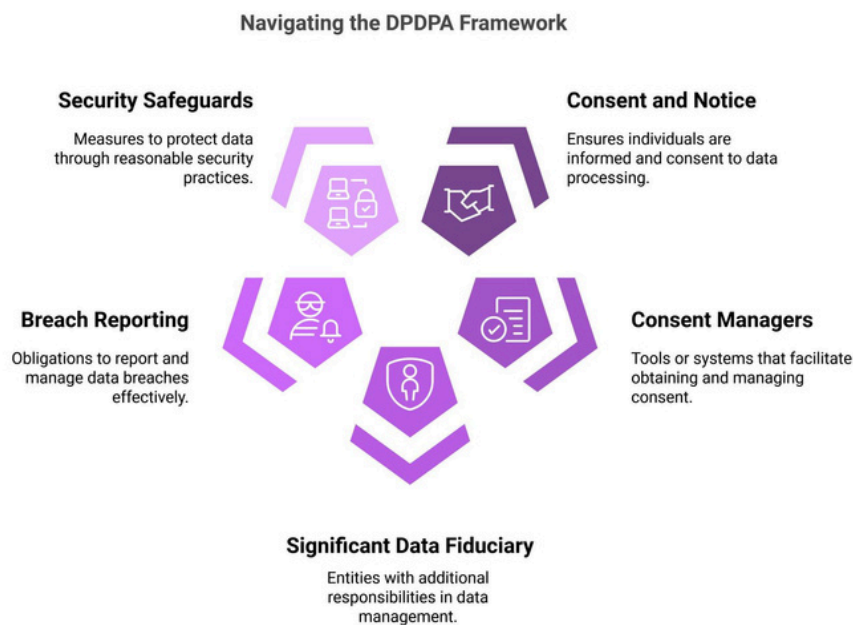 Navigating the DPDPA Framework
Security Safeguards
Measures to protect data
through reasonable security
practices.
Consent and Notice
Ensures individuals are
informed and consent to data
processing.
Breach Reporting
Obligations to report and
manage data breaches
effectively.
Consent Managers
Tools or systems that facilitate
obtaining and managing
consent.
Significant Data Fiduciary
Entities with additional
responsibilities in data
management.